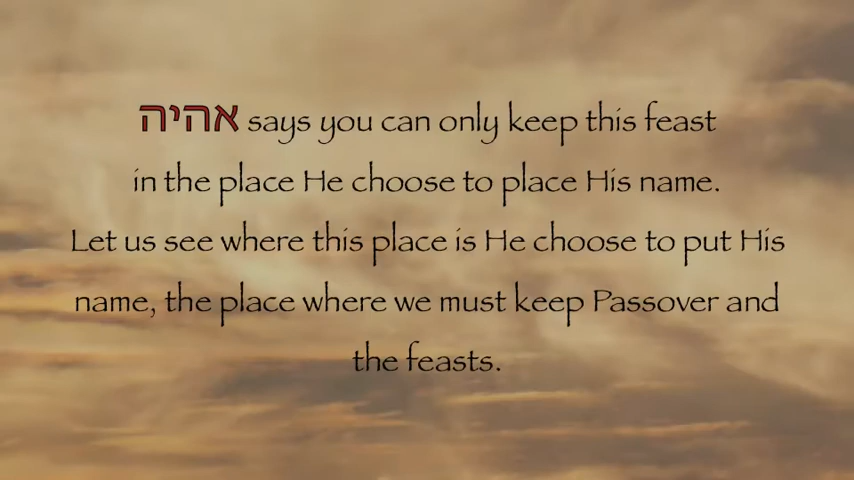 אהיה says you can only keep this feast
in the place He choose to place His name.
Let us see where this place is He choose to put His
name, the place where we must keep Passover and
the feasts.